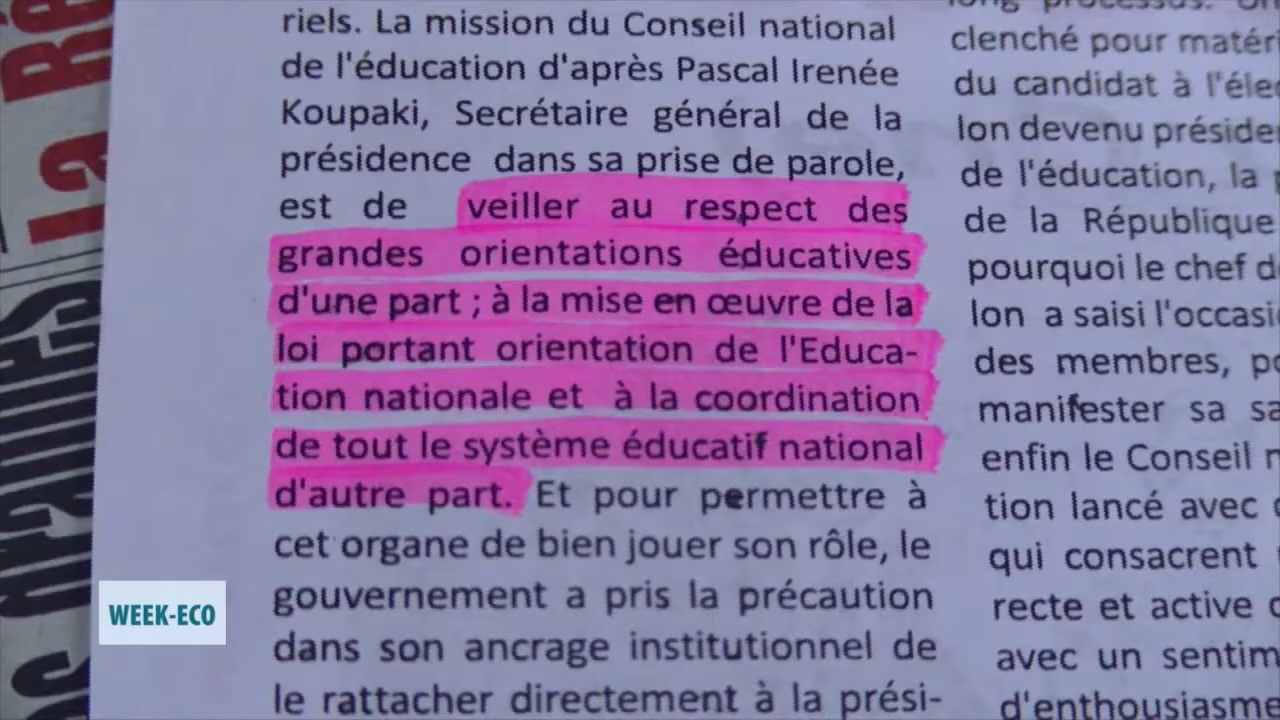 riels. La mission du Conseil national
de l'éducation d'après Pascal Irenée
Koupaki, Secrétaire général de la
présidence dans sa prise de parole,
est de veiller au respect des
grandes orientations éducatives
d'une part ; à la mise en œuvre de la
loi portant orientation de l'Educa-
tion nationale et à la coordination
de tout le système éducatif national
d'autre part. Et pour permettre à
cet organe de bien jouer son rôle, le
gouvernement a pris la précaution
dans son ancrage institutionnel de
le rattacher directement à la prési-
clenché pour matér
du candidat à l'éle
lon devenu préside
de l'éducation, la
de la République
pourquoi le chef d
lon a saisi l'occasi
des membres, p
manifester sa sa
enfin le Conseil n
tion lancé avec
qui consacrent
recte et active
avec un sentim
d'enthousiasme
La Ré
WEEK-ECO